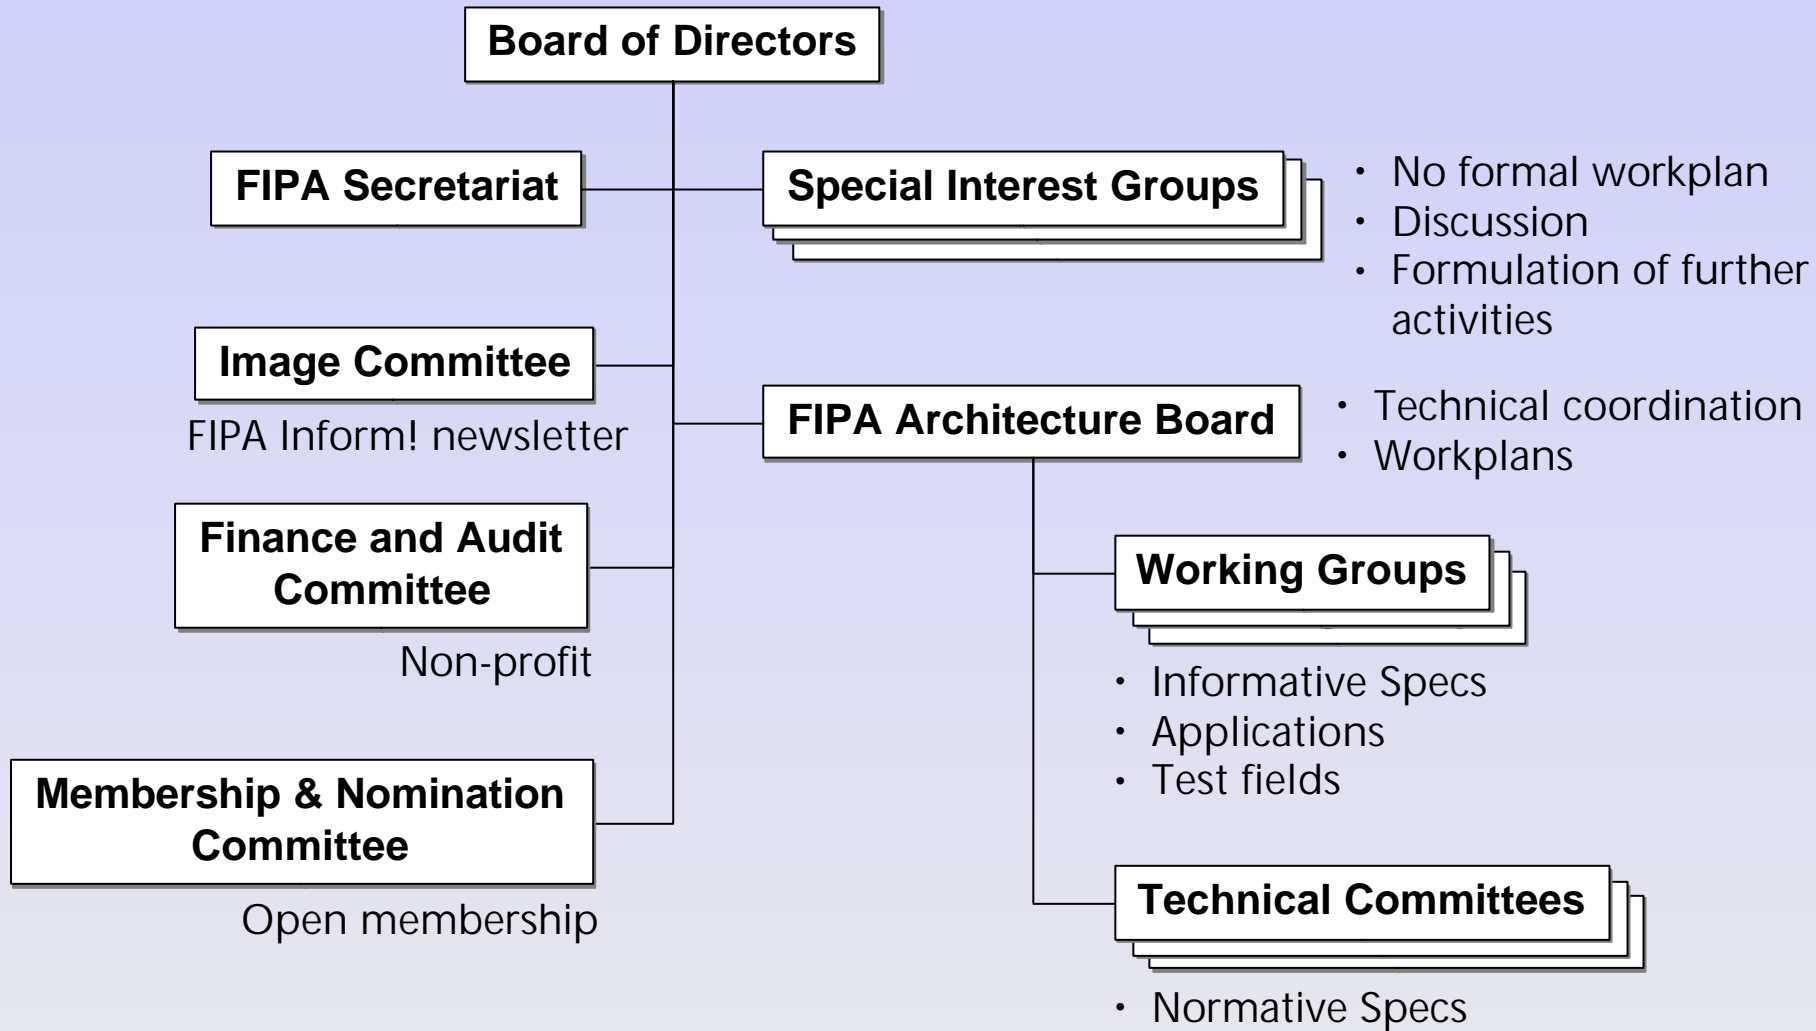 Board of Directors
FIPA Secretariat
Special Interest Groups
• No formal workplan
• Discussion
• Formulation of further
activities
Image Committee
FIPA Inform! newsletter
FIPA Architecture Board
• Technical coordination
• Workplans
Finance and Audit
Committee
Non-profit
Working Groups
• Informative Specs
• Applications
• Test fields
Membership & Nomination
Committee
Open membership
Technical Committees
• Normative Specs